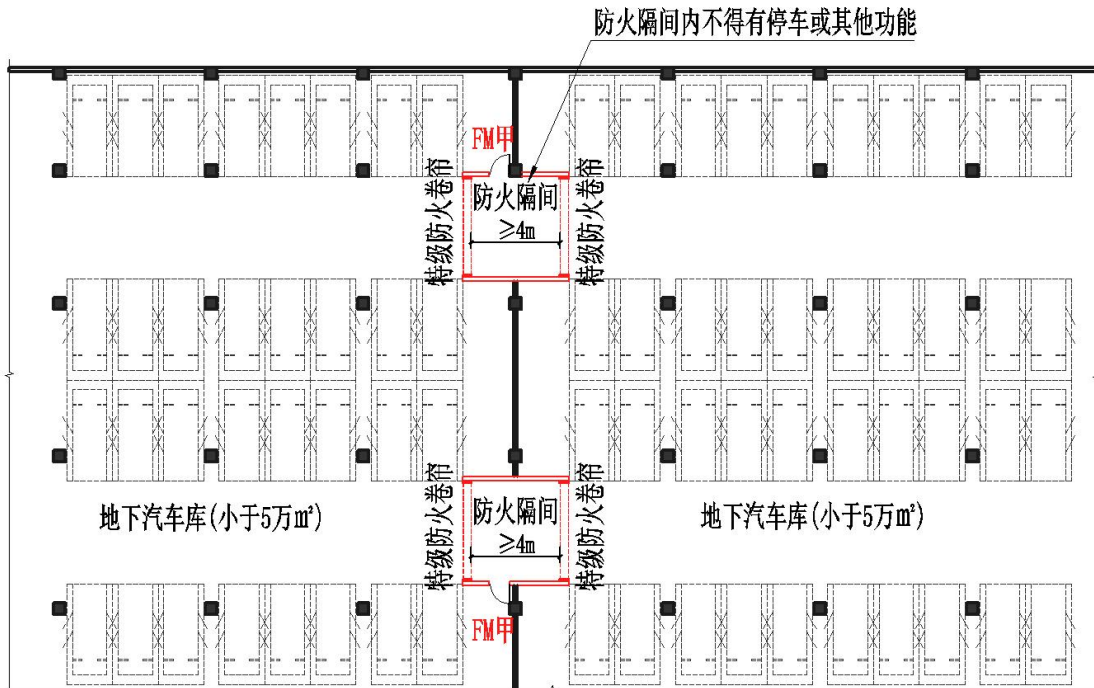 防火隔间内不得有停车或其他功能
FM甲
特级防火卷帘
防火隔间
≥4m
特级防火卷帘
特级防火卷帘
防火隔间
≥4m
特级防火卷帘
地下汽车库(小于5万㎡)
地下汽车库(小于5万㎡)
FM甲